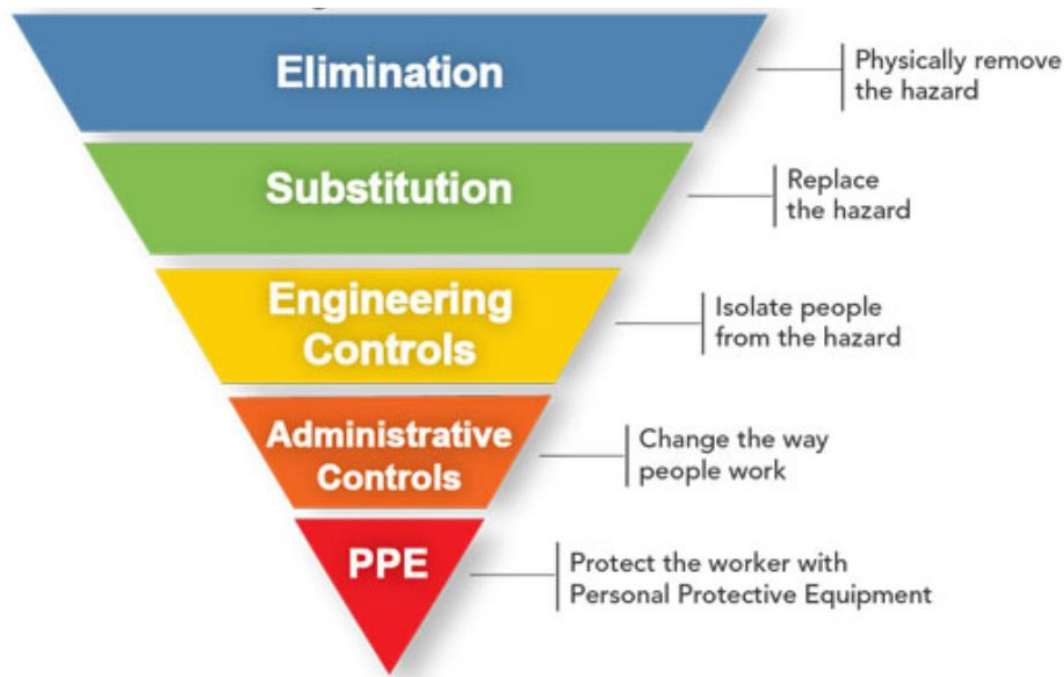 Elimination
Physically remove
the hazard
Substitution
Replace
the hazard
Engineering
Controls
Isolate people
from the hazard
Administrative
Controls
Change the way
people work
PPE
Protect the worker with
Personal Protective Equipment